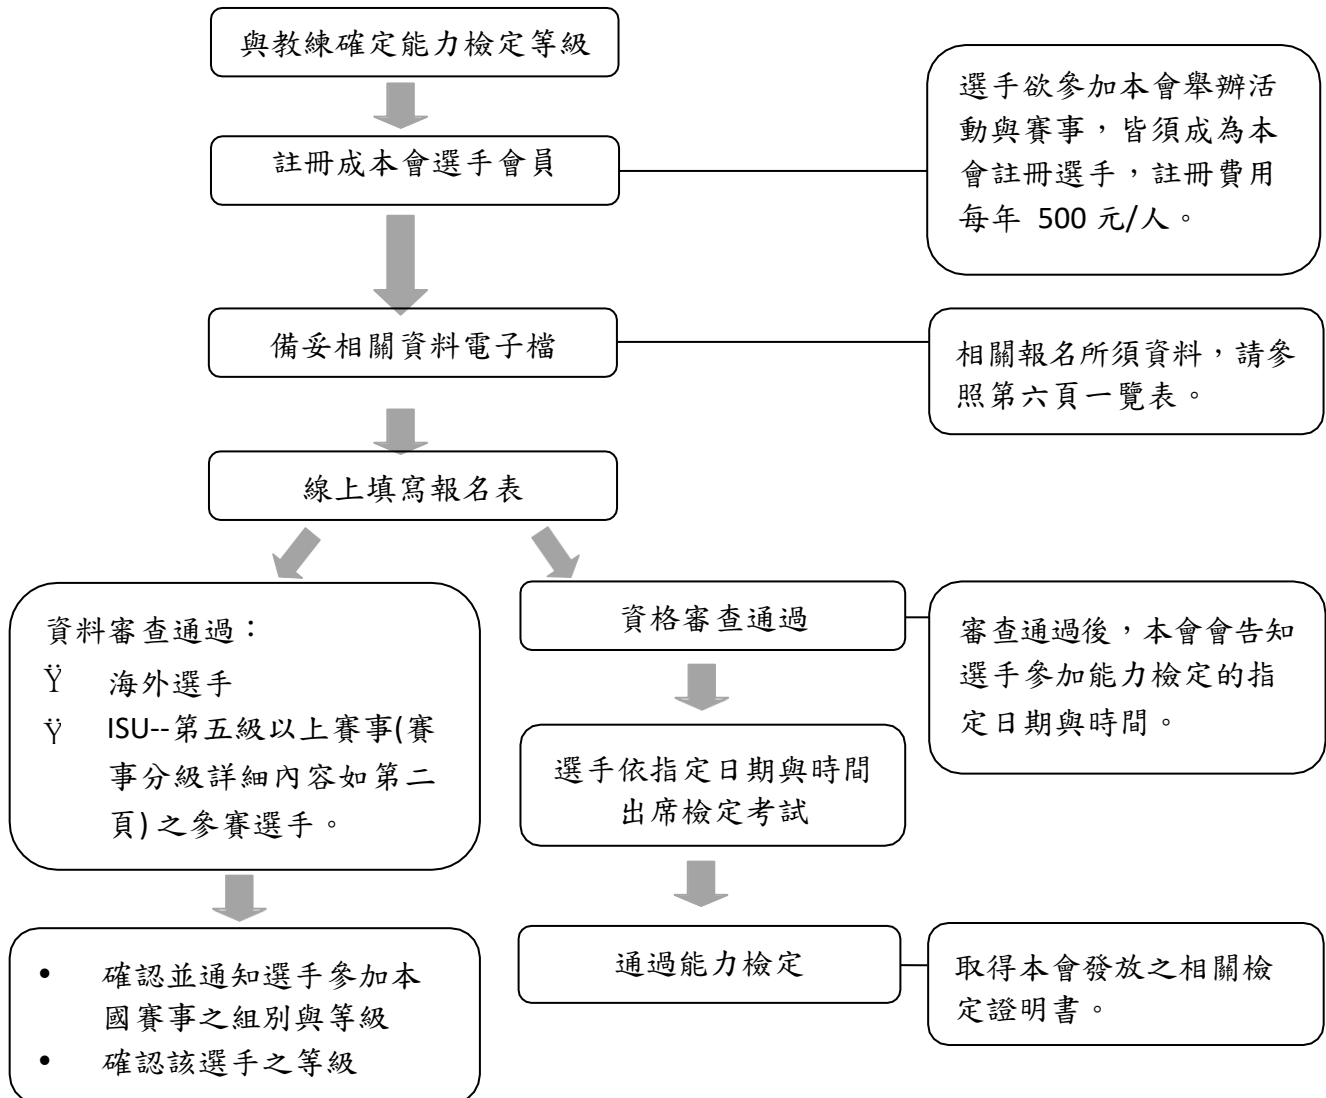 與教練確定能力檢定等級
註冊成本會選手會員
選手欲參加本會舉辦活
動與賽事，皆須成為本
會註冊選手，註冊費用
每年 500 元/人。
備妥相關資料電子檔
相關報名所須資料，請參
照第六頁一覽表。
線上填寫報名表
資料審查通過：
Ÿ 海外選手
Ÿ ISU--第五級以上賽事(賽
事分級詳細內容如第二
頁)之參賽選手。
• 確認並通知選手參加本
國賽事之組別與等級
• 確認該選手之等級
資格審查通過
審查通過後，本會會告知
選手參加能力檢定的指
定日期與時間。
選手依指定日期與時間
出席檢定考試
通過能力檢定
取得本會發放之相關檢
定證明書。